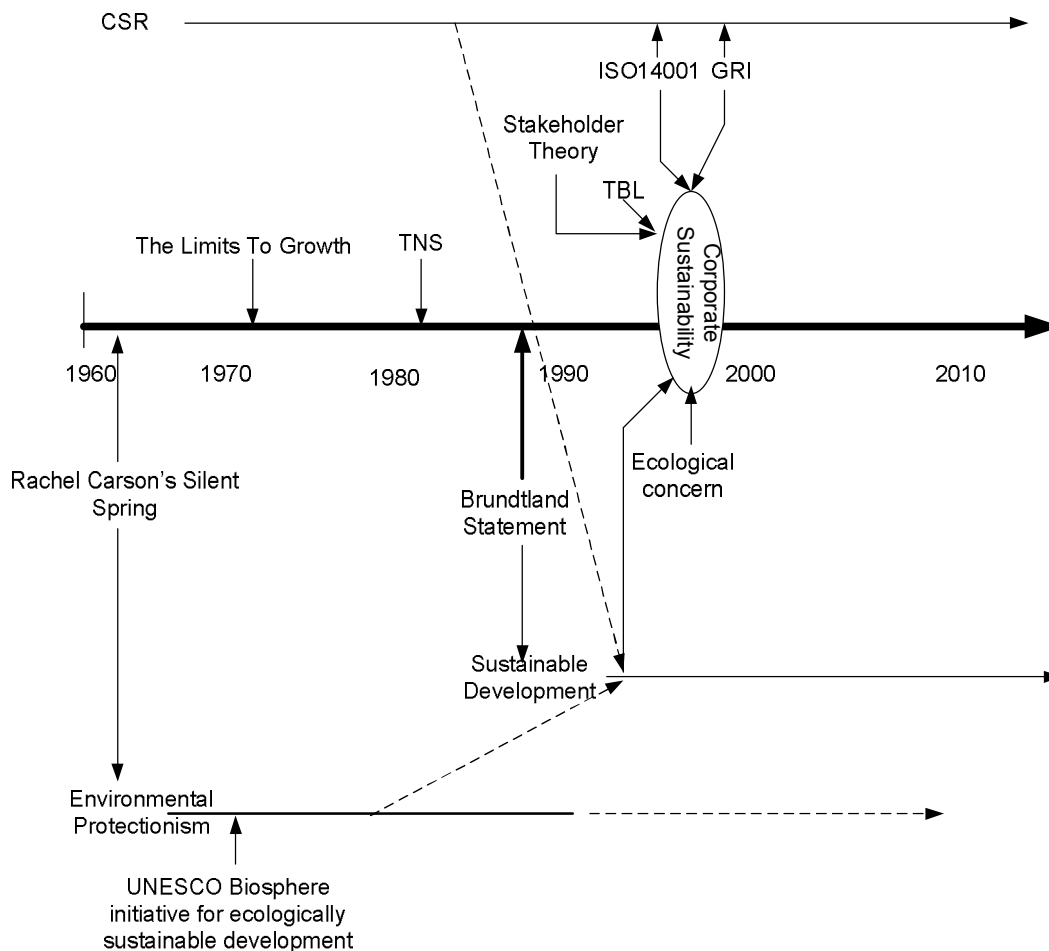 CSR
ISO14001 GRI
Stakeholder
Theory
TBL
The Limits To Growth
TNS
Corporate
Sustainability
1960
1970
1980
1990
2000
2010
Rachel Carson’s Silent
Spring
Ecological
concern
Brundtland
Statement
Sustainable
Development
Environmental
Protectionism
UNESCO Biosphere
initiative for ecologically
sustainable development